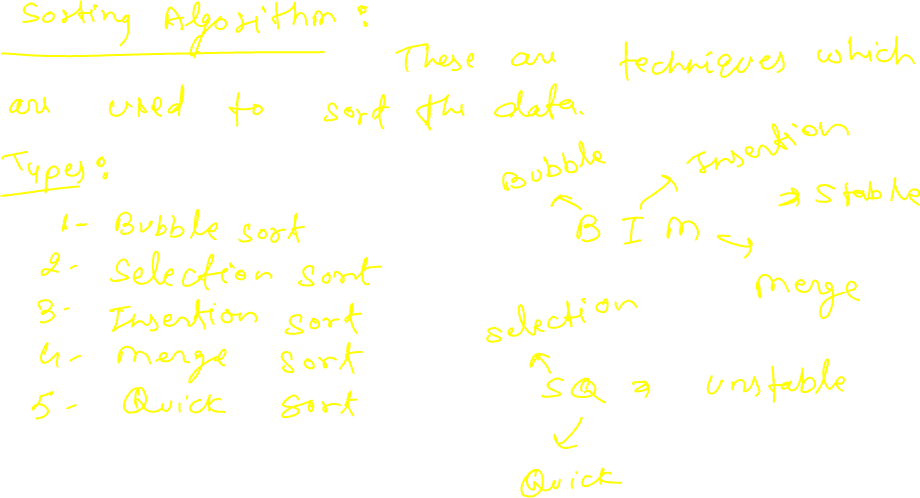 Sorting Algorithm:
These are techniques which
are used to sort the data.
Types:
1- Bubble sort
2- Selection sort
3- Insertion sort
4- Merge sort
5- Quick sort
Bubble
Insertion
B I M ⇒ Stable
Merge
Selection
SQ ⇒ unstable
Quick